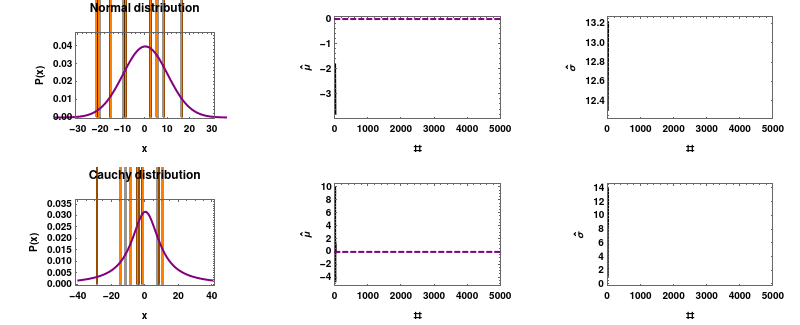 Normal distribution
P(x)
0.04
0.03
0.02
0.01
0.00
−30 −20 −10 0 10 20 30
x
μ̂
0
−1
−2
−3
0 1000 2000 3000 4000 5000
#
σ̂
13.2
13.0
12.8
12.6
12.4
0 1000 2000 3000 4000 5000
#
Cauchy distribution
P(x)
0.035
0.030
0.025
0.020
0.015
0.010
0.005
0.000
−40 −20 0 20 40
x
μ̂
10
8
6
4
2
0
−2
−4
0 1000 2000 3000 4000 5000
#
σ̂
14
12
10
8
6
4
2
0
0 1000 2000 3000 4000 5000
#